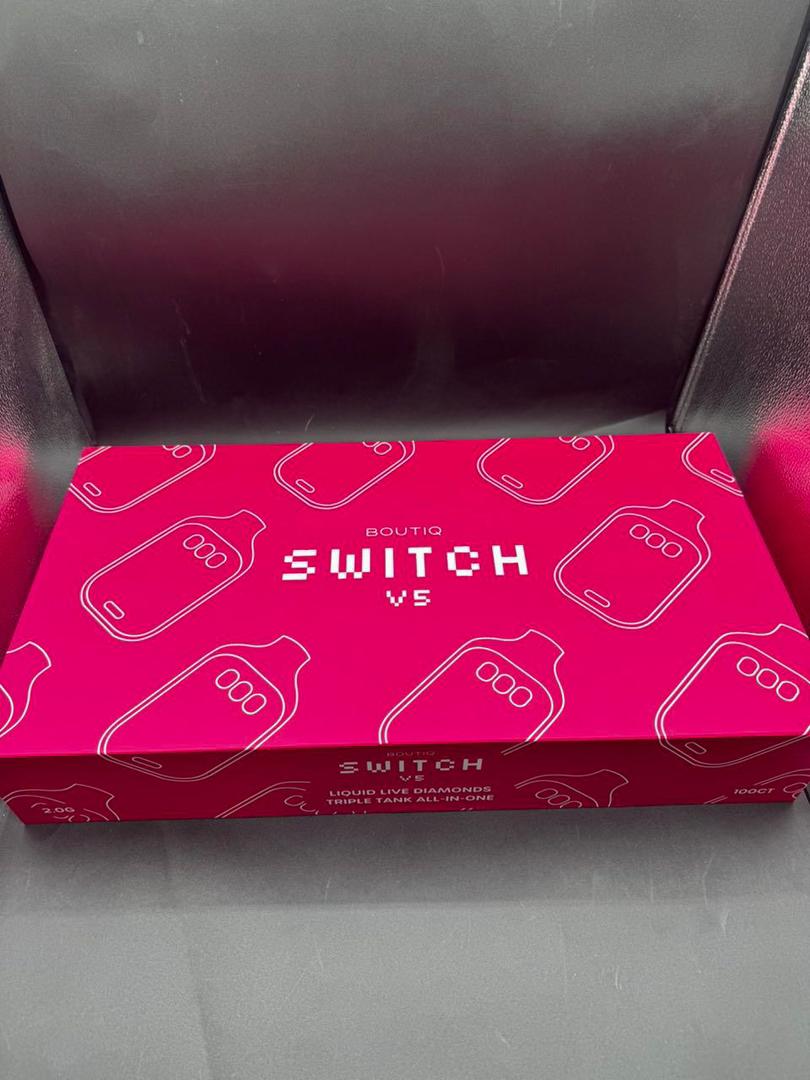 BOUTIQ
SWITCH
V5
BOUTIQ
SWITCH
V5
LIQUID LIVE DIAMONDS
TRIPLE TANK ALL-IN-ONE
2.0G
100CT